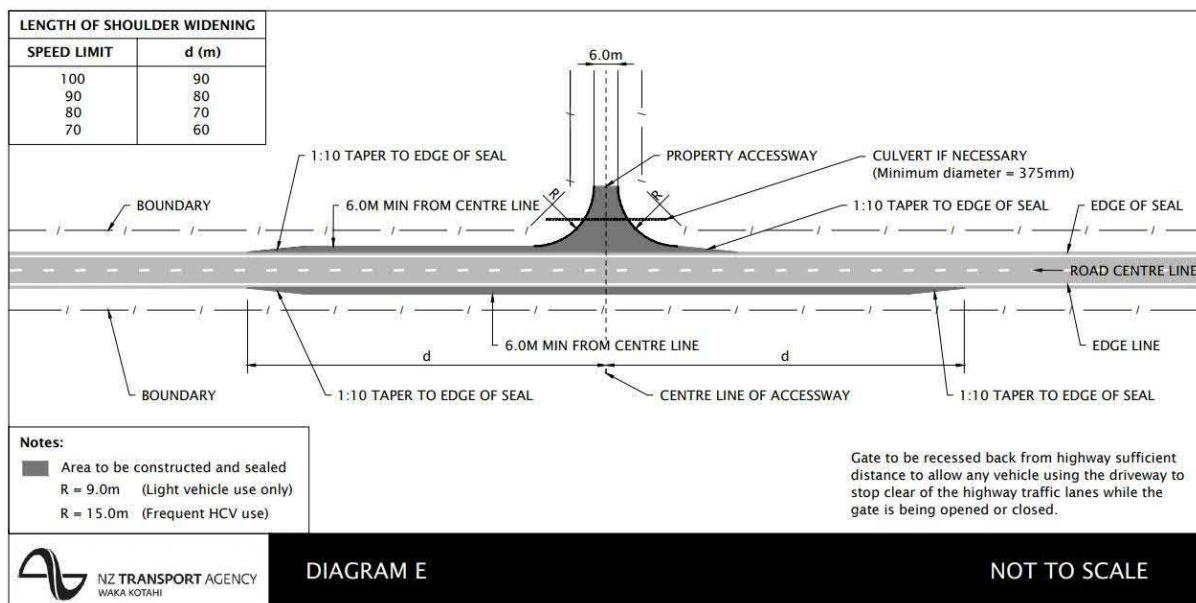 LENGTH OF SHOULDER WIDENING
SPEED LIMIT d (m)
100 90
90 80
80 70
70 60
6.0m
1:10 TAPER TO EDGE OF SEAL
PROPERTY ACCESSWAY
CULVERT IF NECESSARY
(Minimum diameter = 375mm)
R
R
BOUNDARY
6.0M MIN FROM CENTRE LINE
1:10 TAPER TO EDGE OF SEAL
EDGE OF SEAL
ROAD CENTRE LINE
6.0M MIN FROM CENTRE LINE
EDGE LINE
d
d
BOUNDARY
1:10 TAPER TO EDGE OF SEAL
CENTRE LINE OF ACCESSWAY
1:10 TAPER TO EDGE OF SEAL
Notes:
Area to be constructed and sealed
R = 9.0m (Light vehicle use only)
R = 15.0m (Frequent HCV use)
Gate to be recessed back from highway sufficient
distance to allow any vehicle using the driveway to
stop clear of the highway traffic lanes while the
gate is being opened or closed.
NZ TRANSPORT AGENCY
WAKA KOTAHI
DIAGRAM E
NOT TO SCALE